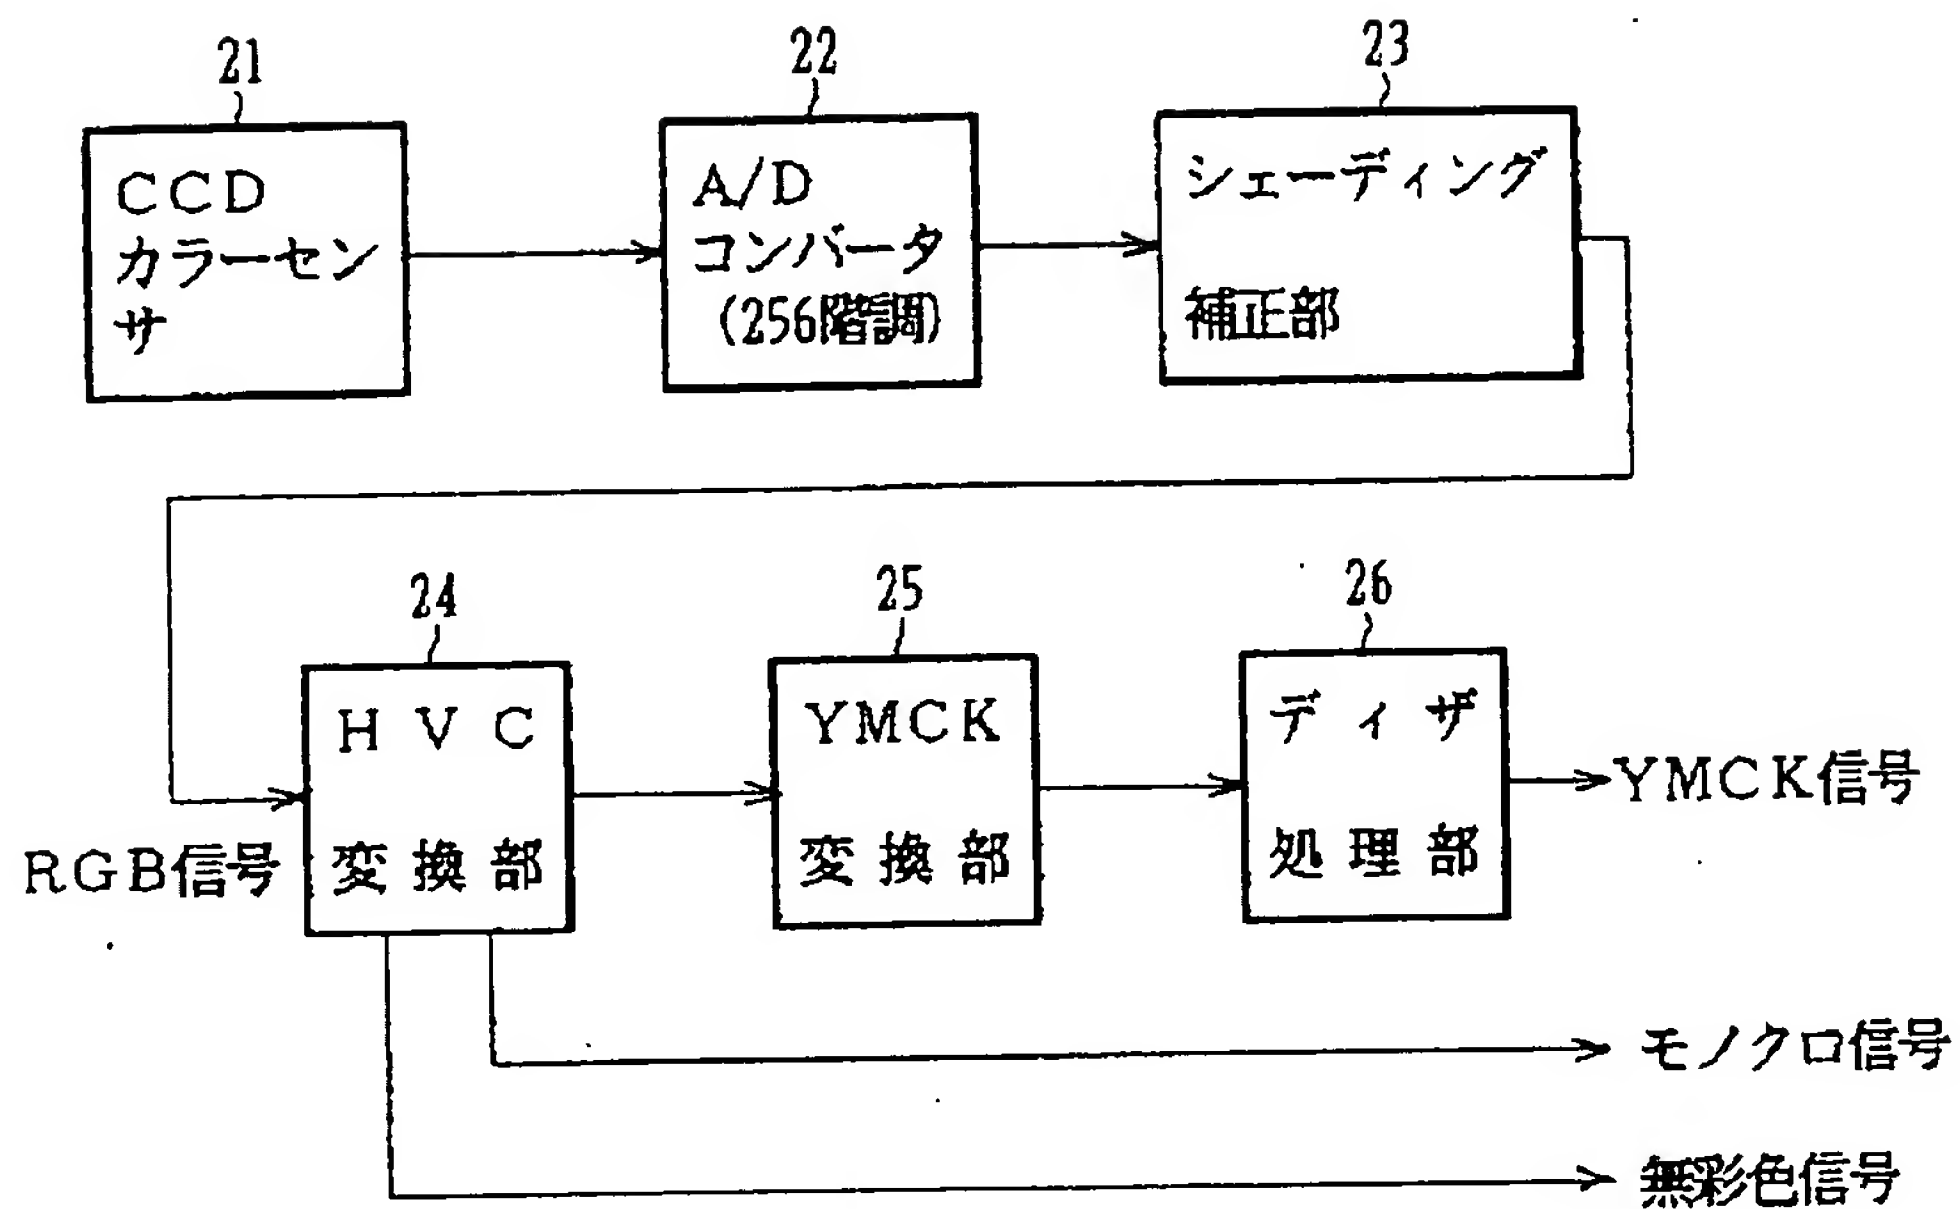 21
CCD
カラーセン
サ
22
A/D
コンバータ
(256階調)
23
シェーディング
補正部
24
HVC
変換部
RGB信号
25
YMCK
変換部
26
ディザ
処理部
YMCK信号
モノクロ信号
無彩色信号